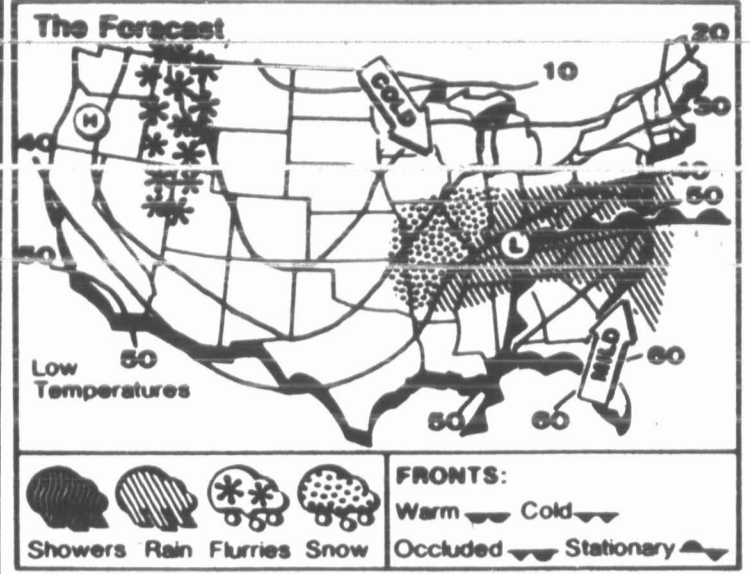 The Forecast
20
10
COLD
30
H
40
40
50
L
50
MILD
50
60
Low
Temperatures
50
60
FRONTS:
Warm Cold
Showers Rain Flurries Snow
Occluded Stationary